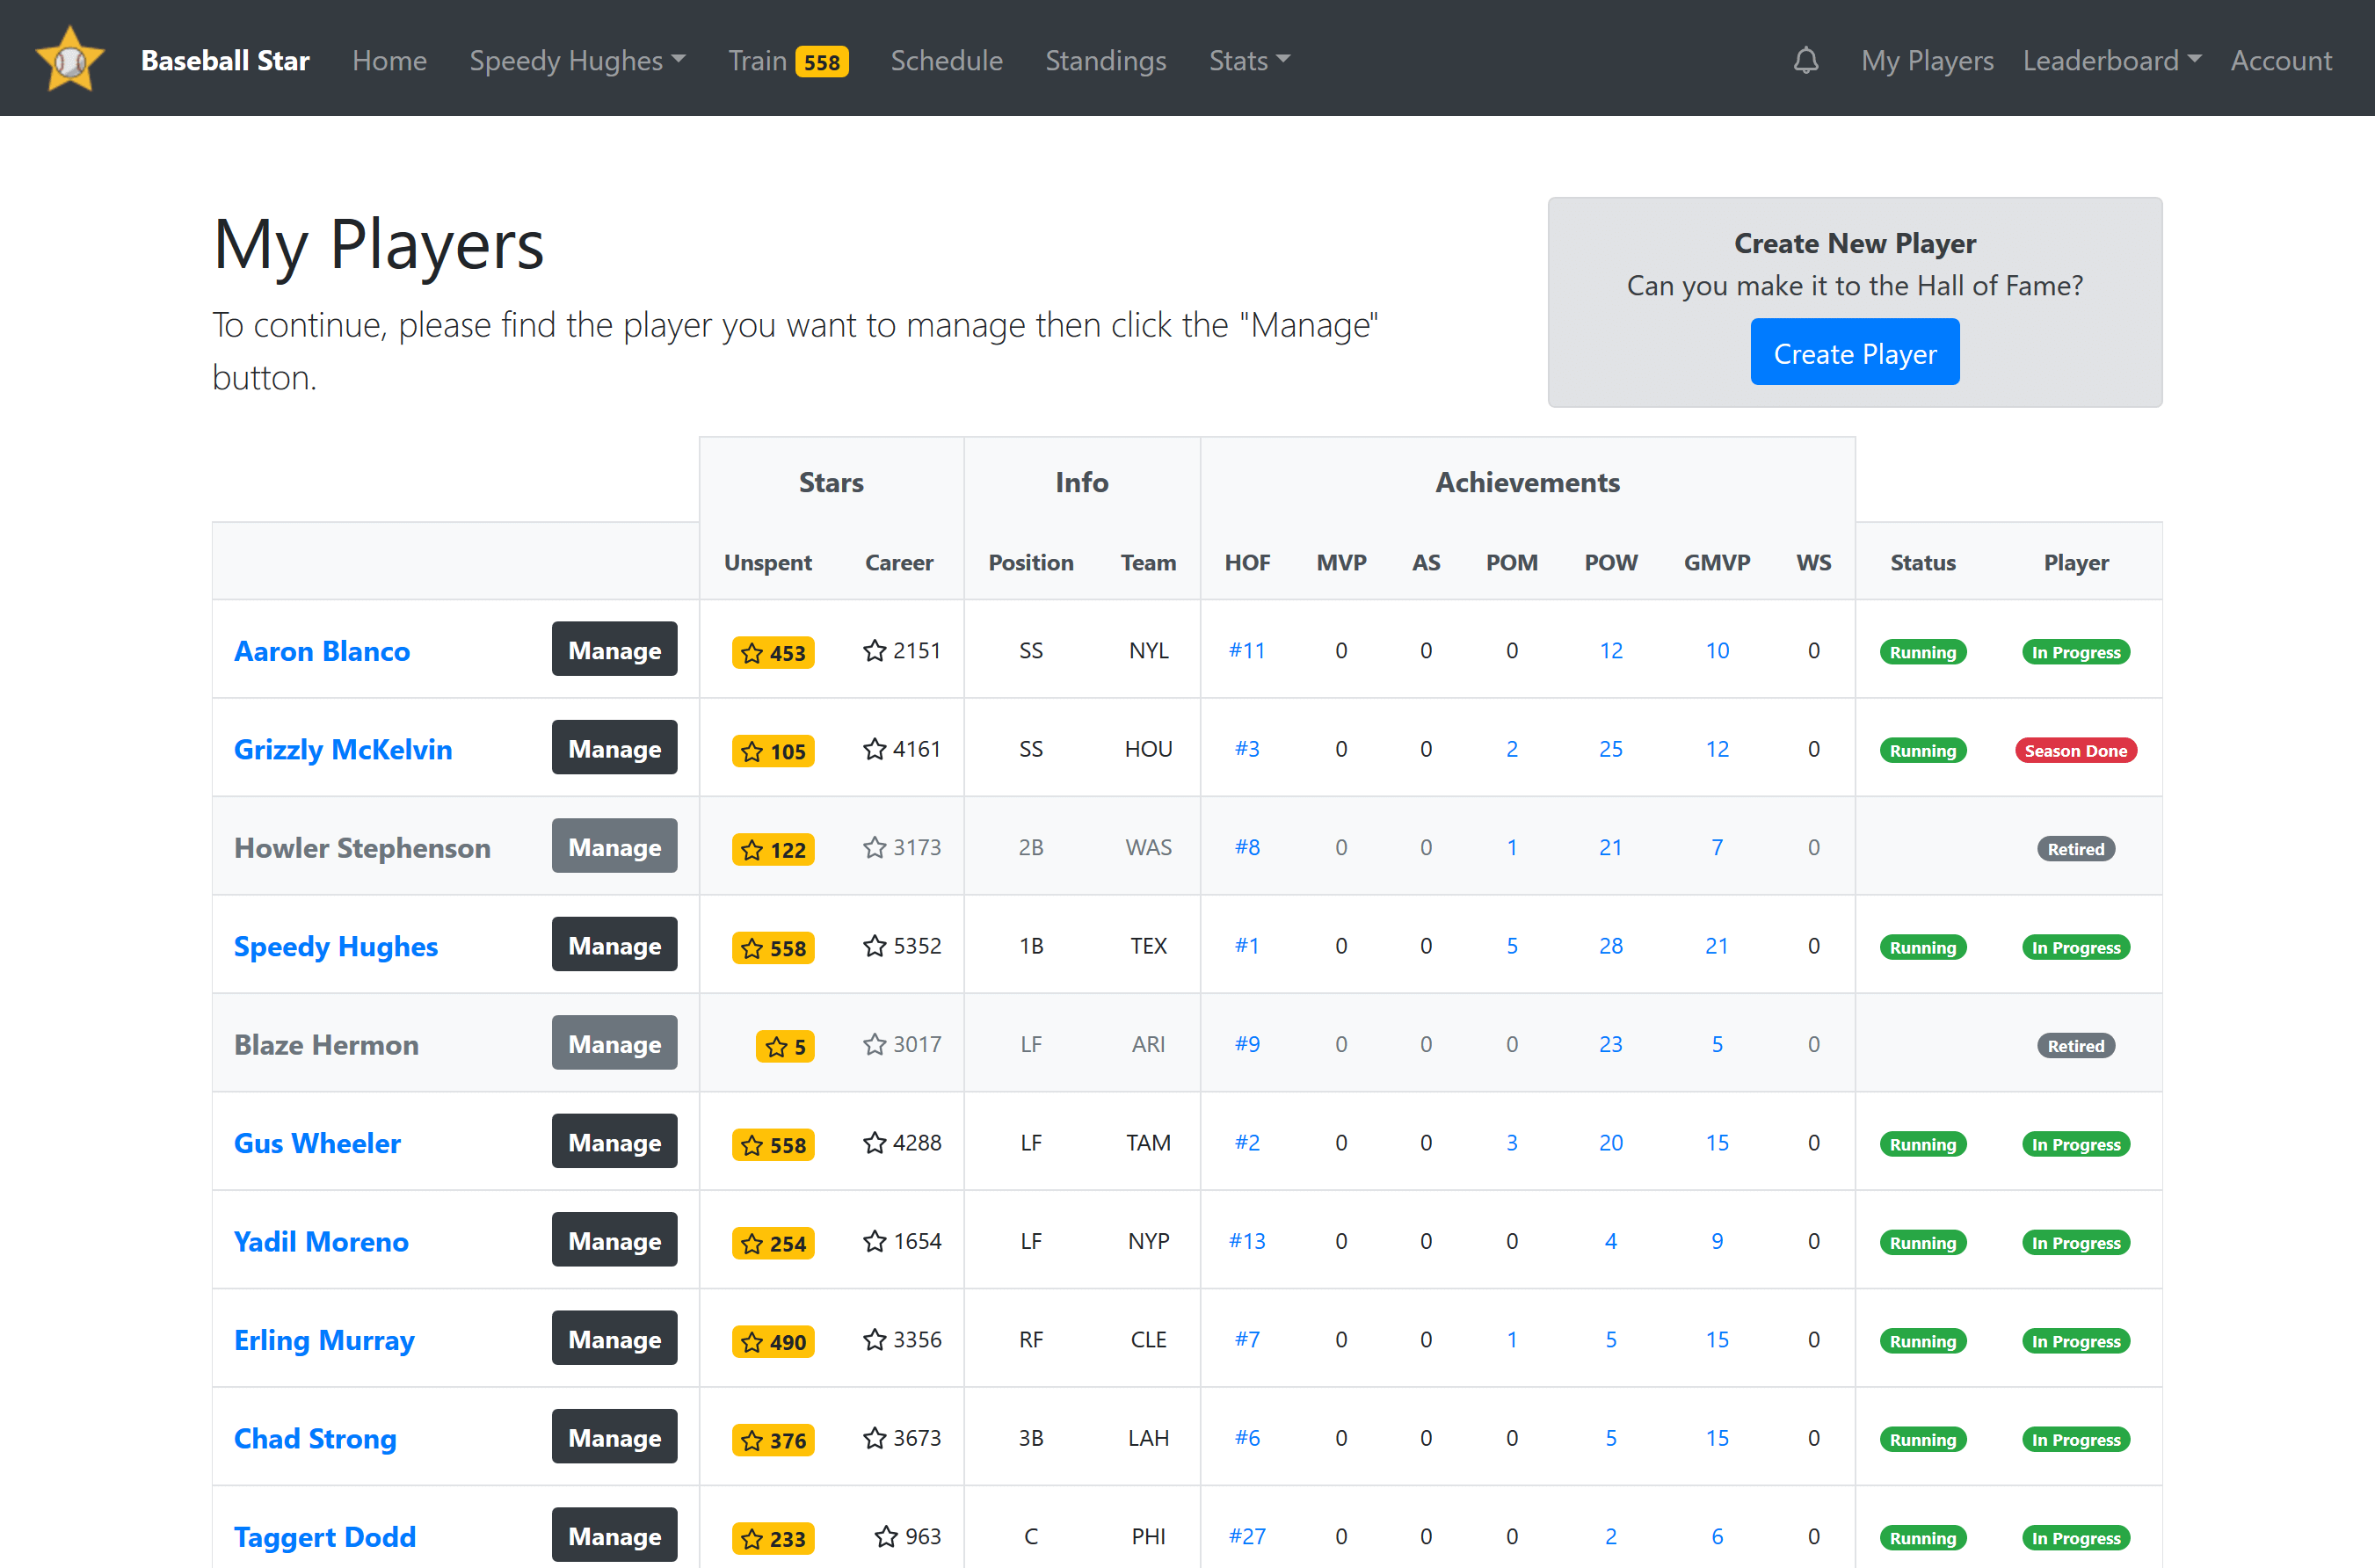 Baseball Star Home Speedy Hughes Train 558 Schedule Standings Stats My Players Leaderboard Account
My Players
To continue, please find the player you want to manage then click the "Manage"
button.
Create New Player
Can you make it to the Hall of Fame?
Create Player
Stars Info Achievements
Unspent Career Position Team HOF MVP AS POM POW GMVP WS Status Player
Aaron Blanco Manage 453 2151 SS NYL #11 0 0 0 12 10 0 Running In Progress
Grizzly McKelvin Manage 105 4161 SS HOU #3 0 0 2 25 12 0 Running Season Done
Howler Stephenson Manage 122 3173 2B WAS #8 0 0 1 21 7 0 Retired
Speedy Hughes Manage 558 5352 1B TEX #1 0 0 5 28 21 0 Running In Progress
Blaze Hermon Manage 5 3017 LF ARI #9 0 0 0 23 5 0 Retired
Gus Wheeler Manage 558 4288 LF TAM #2 0 0 3 20 15 0 Running In Progress
Yadil Moreno Manage 254 1654 LF NYP #13 0 0 0 4 9 0 Running In Progress
Erling Murray Manage 490 3356 RF CLE #7 0 0 1 5 15 0 Running In Progress
Chad Strong Manage 376 3673 3B LAH #6 0 0 0 5 15 0 Running In Progress
Taggert Dodd Manage 233 963 C PHI #27 0 0 0 2 6 0 Running In Progress